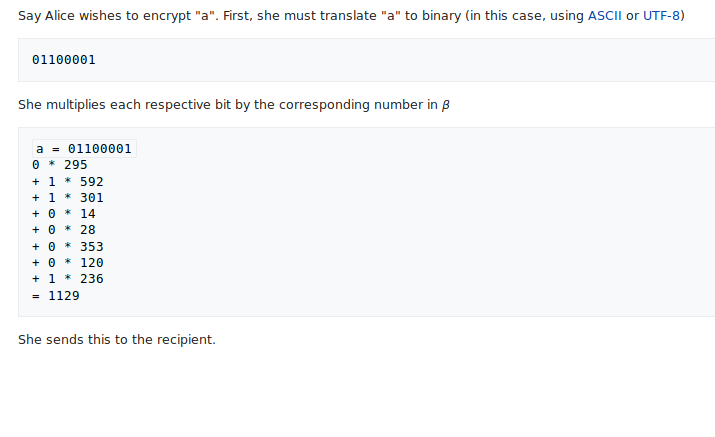 Say Alice wishes to encrypt "a". First, she must translate "a" to binary (in this case, using ASCII or UTF-8)
01100001
She multiplies each respective bit by the corresponding number in β
a = 01100001
0 * 295
+ 1 * 592
+ 1 * 301
+ 0 * 14
+ 0 * 28
+ 0 * 353
+ 0 * 120
+ 1 * 236
= 1129
She sends this to the recipient.